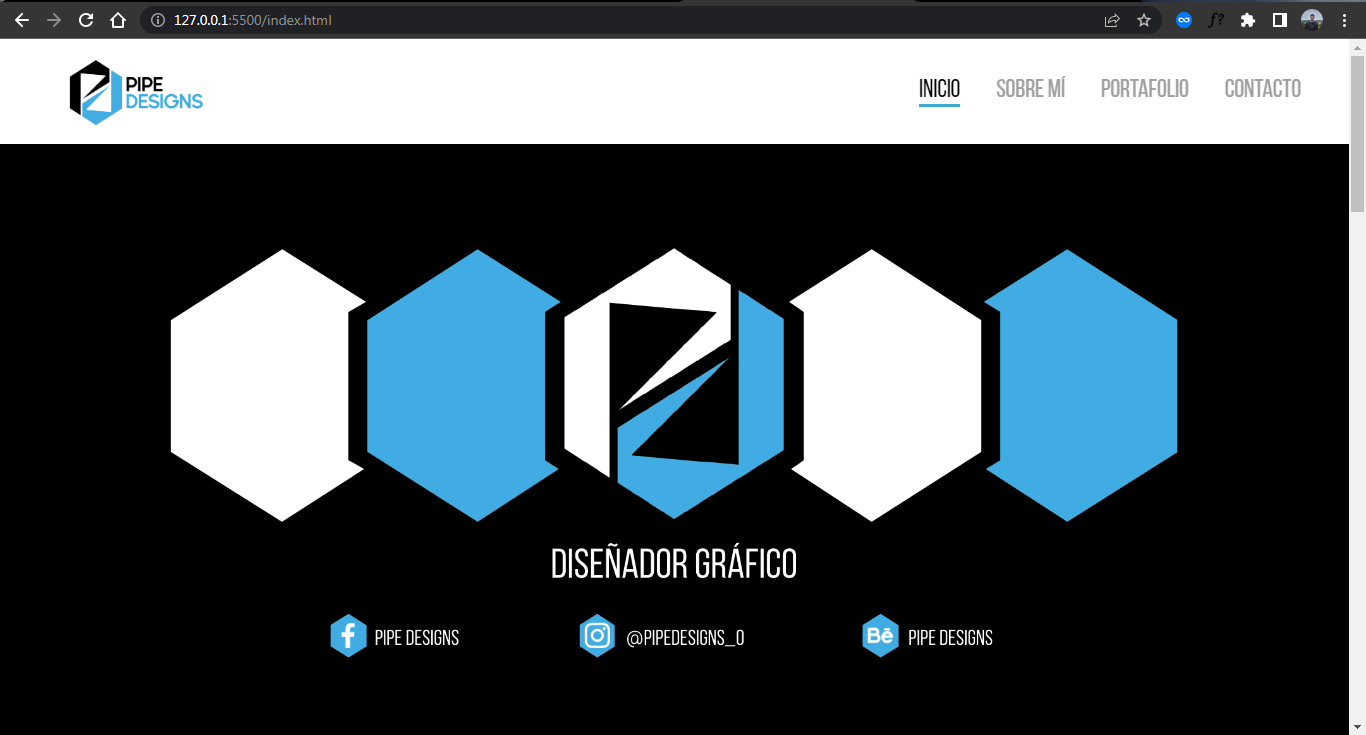 127.0.0.1:5500/index.html
f?
PIPE
DESIGNS
INICIO SOBRE MÍ PORTAFOLIO CONTACTO
DISEÑADOR GRÁFICO
PIPE DESIGNS @PIPEDESIGNS_0 Bē PIPE DESIGNS